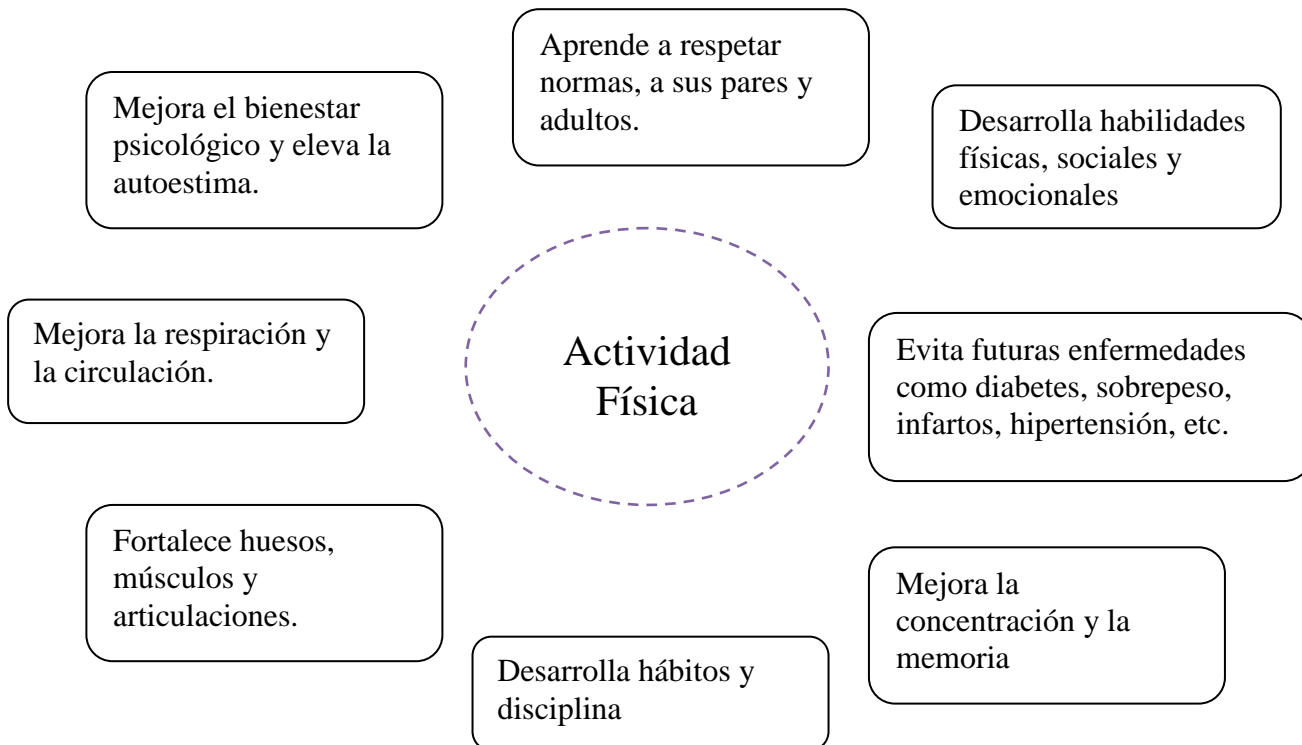 Aprende a respetar
normas, a sus pares y
adultos.
Mejora el bienestar
psicológico y eleva la
autoestima.
Desarrolla habilidades
físicas, sociales y
emocionales
Mejora la respiración y
la circulación.
Actividad
Física
Evita futuras enfermedades
como diabetes, sobrepeso,
infartos, hipertensión, etc.
Fortalece huesos,
músculos y
articulaciones.
Mejora la
concentración y la
memoria
Desarrolla hábitos y
disciplina